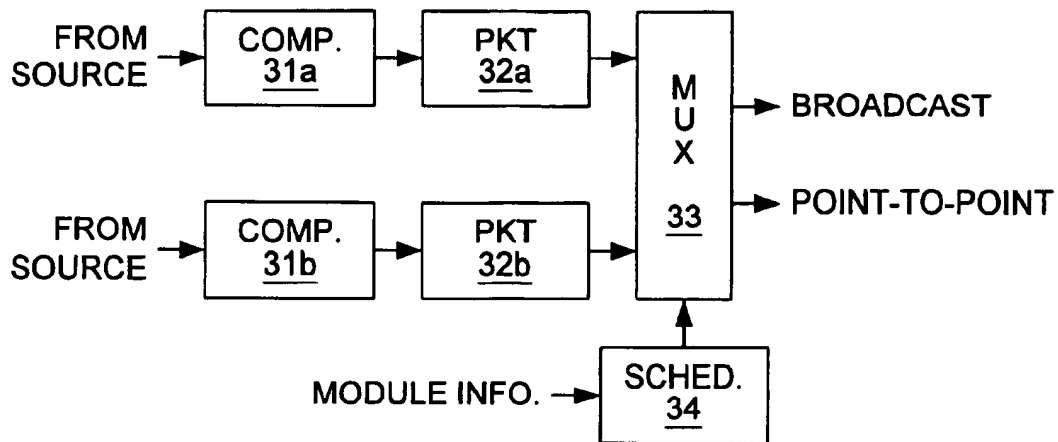 FROM
SOURCE
COMP.
31a
PKT
32a
M
U
X
33
BROADCAST
POINT-TO-POINT
FROM
SOURCE
COMP.
31b
PKT
32b
MODULE INFO.
SCHED.
34